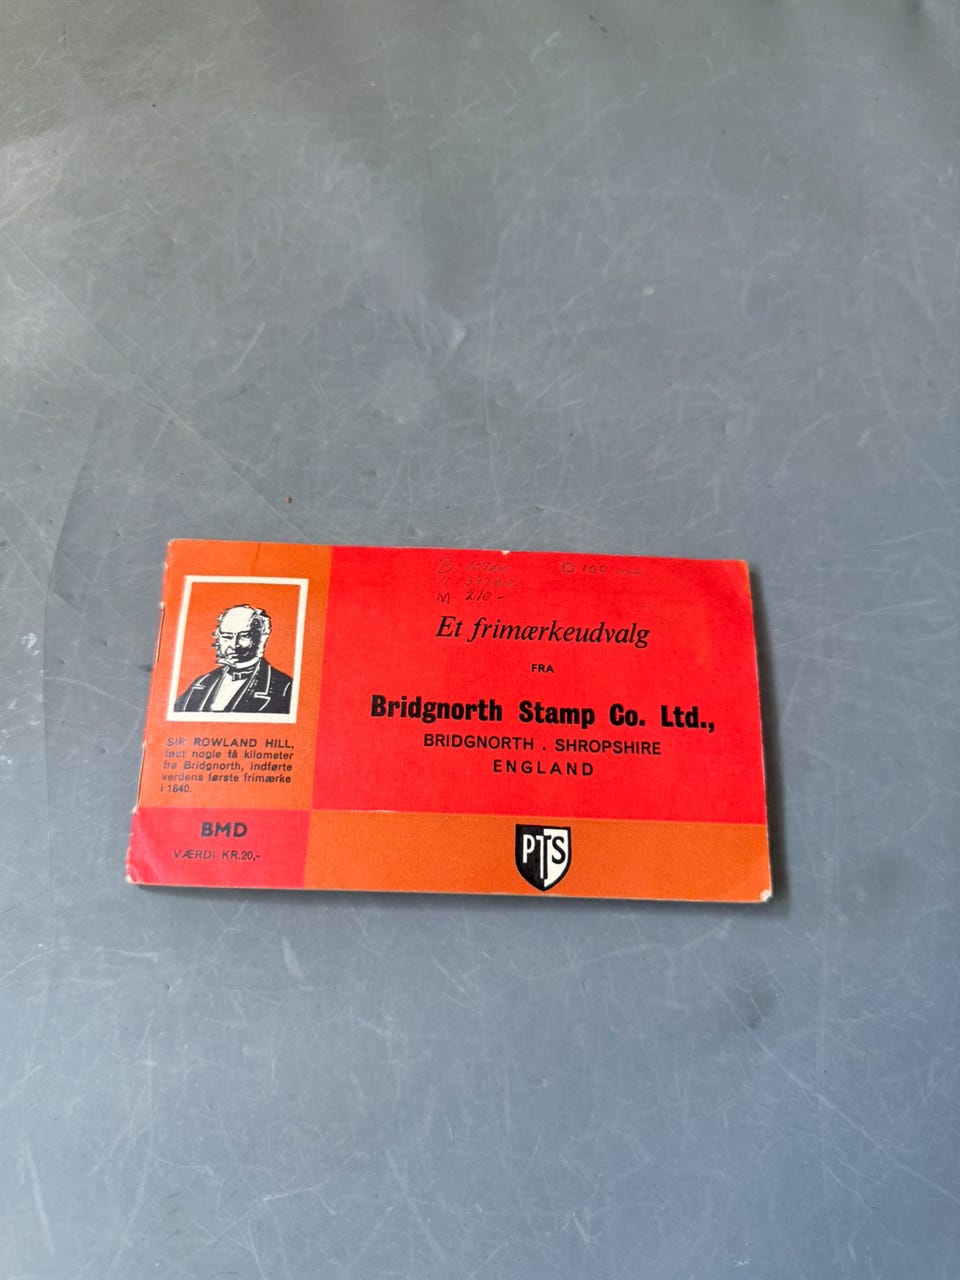 M 210-
Et frimærkeudvalg
FRA
Bridgnorth Stamp Co. Ltd.,
BRIDGNORTH . SHROPSHIRE
ENGLAND
SIR ROWLAND HILL,
født nogle få kilometer
fra Bridgnorth, indførte
verdens første frimærke
i 1840.
BMD
VÆRDI KR.20,-
PTS